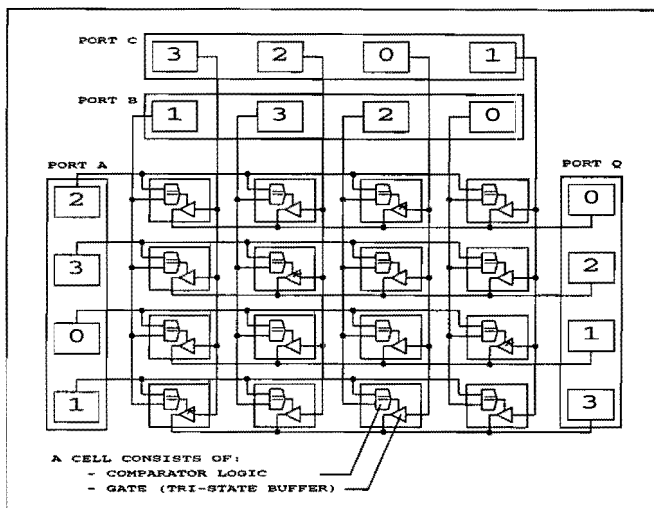 PORT C
3 2 0 1
PORT B
1 3 2 0
PORT A
PORT Q
2
0
3
2
0
1
1
3
A CELL CONSISTS OF:
- COMPARATOR LOGIC
- GATE (TRI-STATE BUFFER)